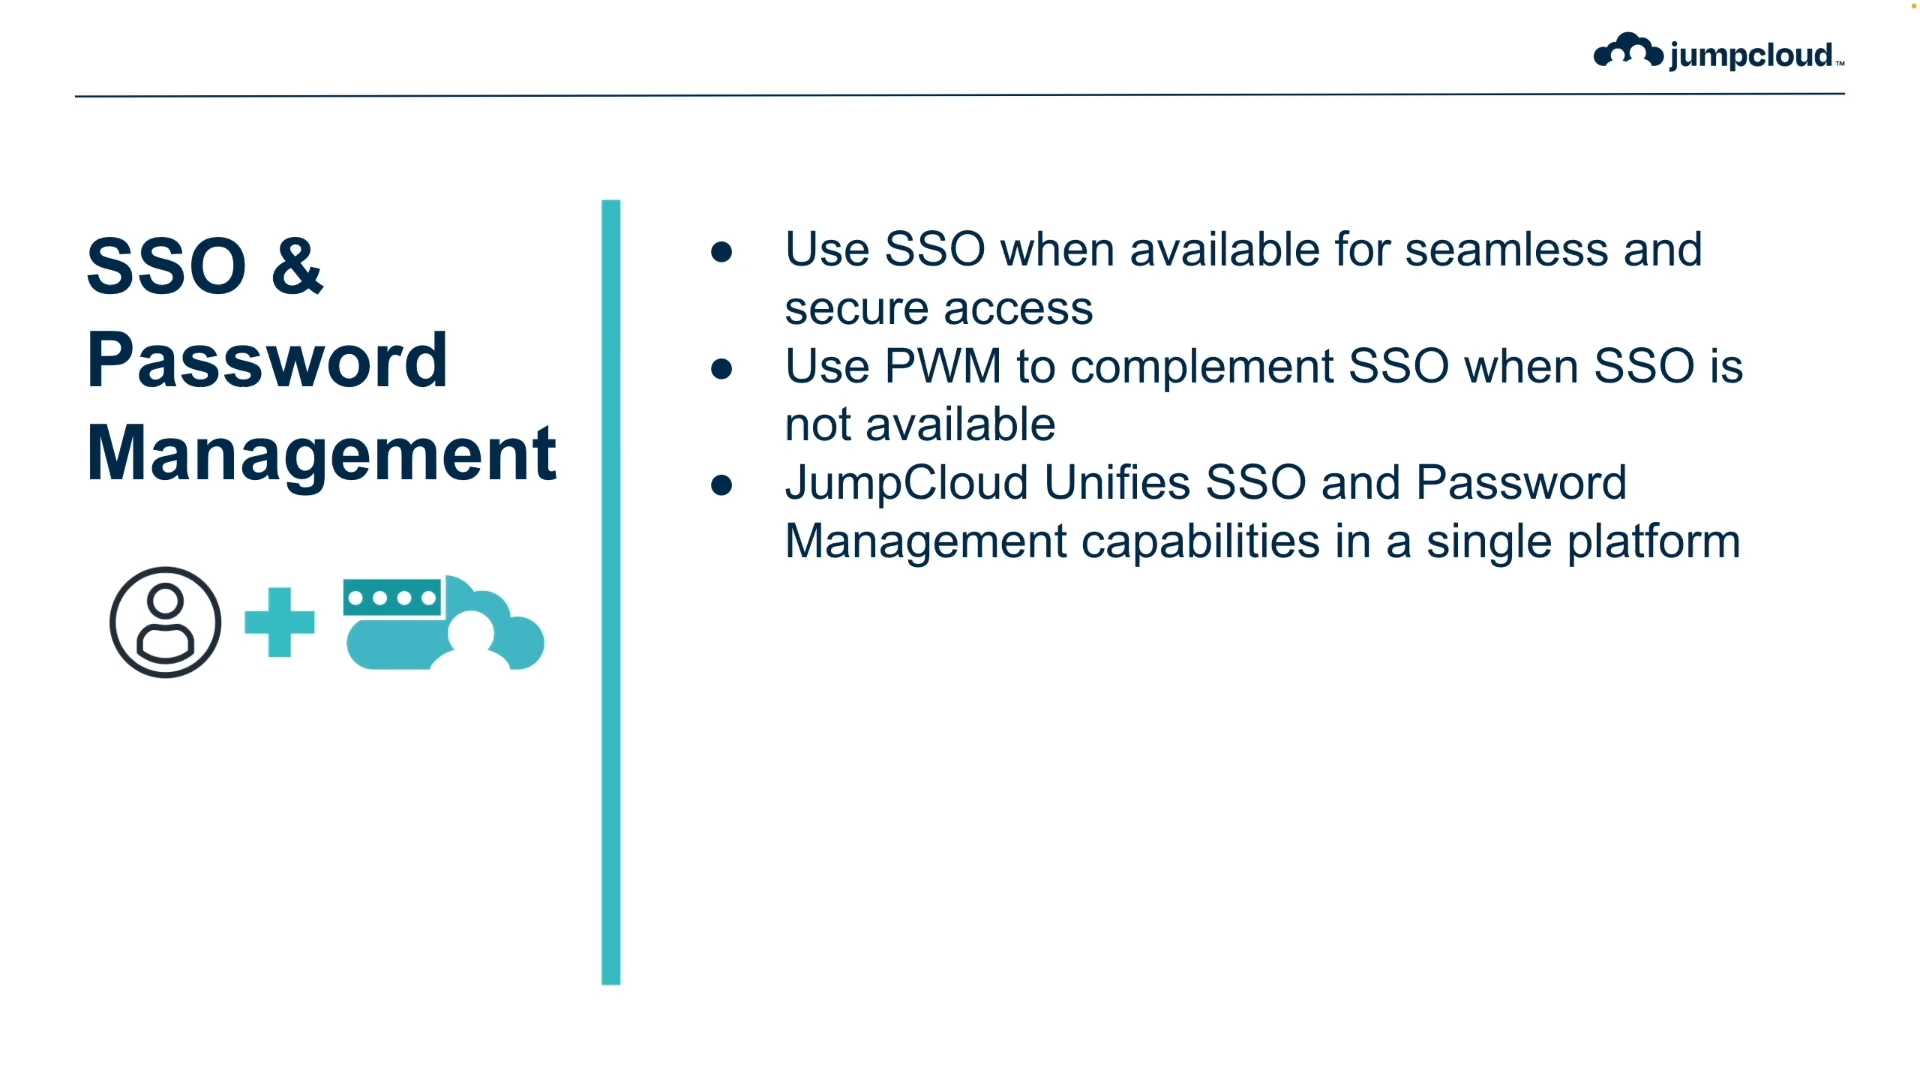 jumpcloud™
SSO &
Password
Management
● Use SSO when available for seamless and
secure access
● Use PWM to complement SSO when SSO is
not available
● JumpCloud Unifies SSO and Password
Management capabilities in a single platform